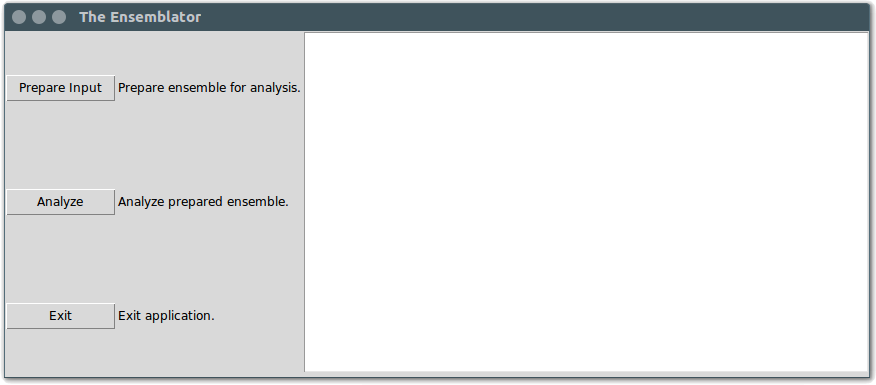 The Ensemblator
Prepare Input Prepare ensemble for analysis.
Analyze Analyze prepared ensemble.
Exit Exit application.